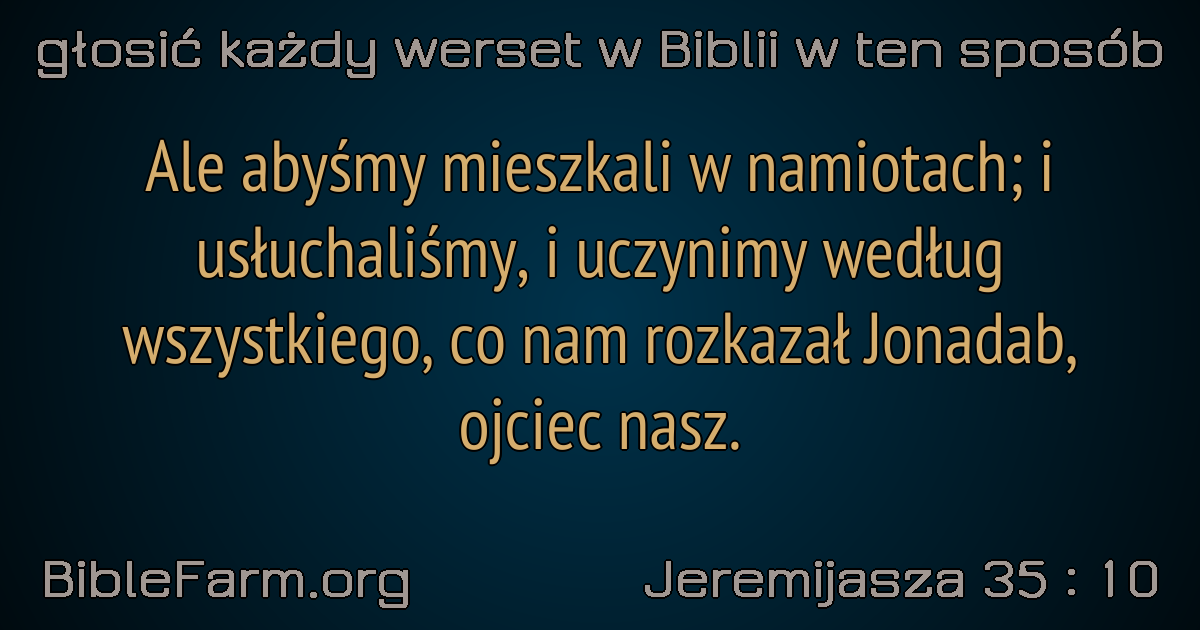 głosić każdy werset w Biblii w ten sposób
Ale abyśmy mieszkali w namiotach; i
usłuchaliśmy, i uczynimy według
wszystkiego, co nam rozkazał Jonadab,
ojciec nasz.
BibleFarm.org
Jeremijasza 35 : 10